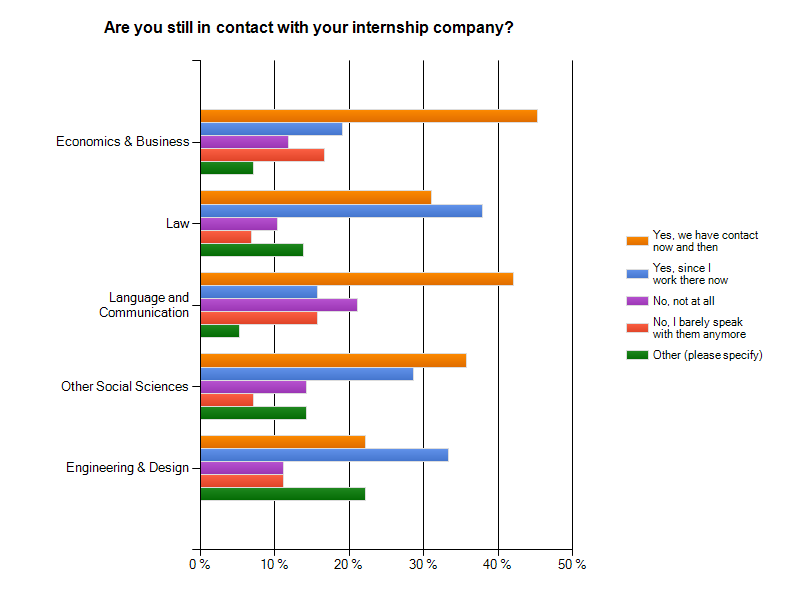 Are you still in contact with your internship company?
Economics & Business
Law
Language and
Communication
Other Social Sciences
Engineering & Design
0 %
10 %
20 %
30 %
40 %
50 %
Yes, we have contact
now and then
Yes, since I
work there now
No, not at all
No, I barely speak
with them anymore
Other (please specify)